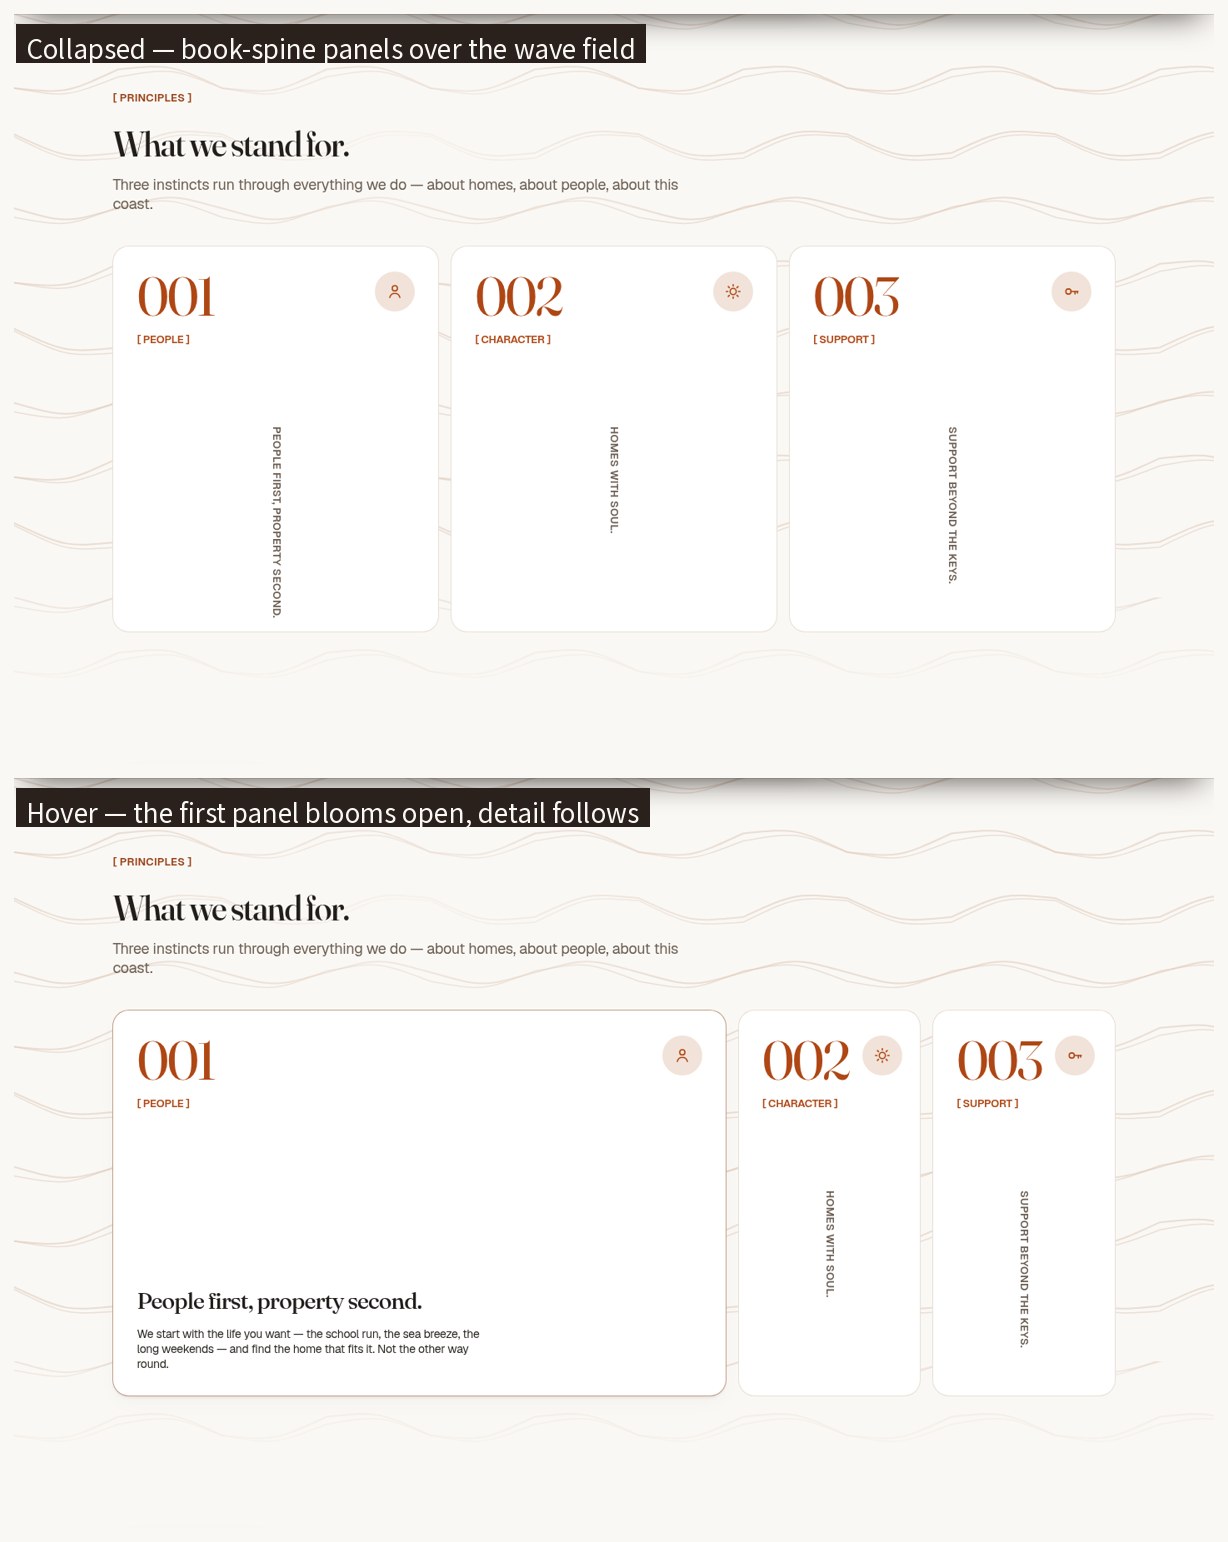 Collapsed — book-spine panels over the wave field
[ PRINCIPLES ]
What we stand for.
Three instincts run through everything we do — about homes, about people, about this
coast.
001
[ PEOPLE ]
PEOPLE FIRST, PROPERTY SECOND.
002
[ CHARACTER ]
HOMES WITH SOUL.
003
[ SUPPORT ]
SUPPORT BEYOND THE KEYS.
Hover — the first panel blooms open, detail follows
[ PRINCIPLES ]
What we stand for.
Three instincts run through everything we do — about homes, about people, about this
coast.
001
[ PEOPLE ]
People first, property second.
We start with the life you want — the school run, the sea breeze, the
long weekends — and find the home that fits it. Not the other way
round.
002
[ CHARACTER ]
HOMES WITH SOUL.
003
[ SUPPORT ]
SUPPORT BEYOND THE KEYS.